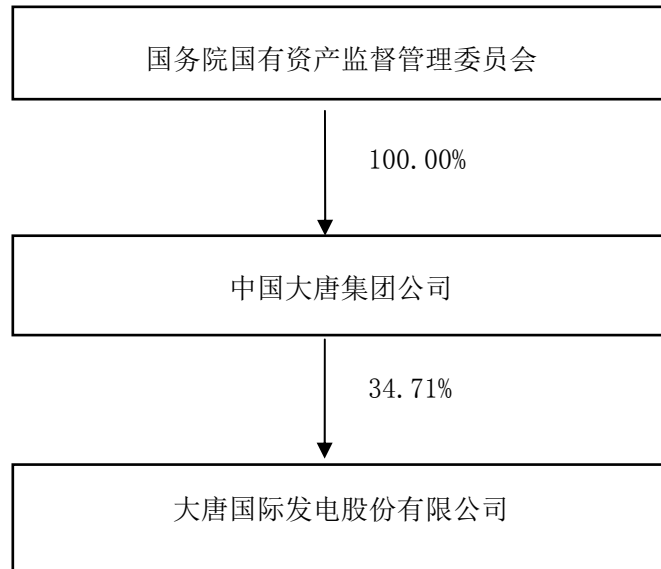 国务院国有资产监督管理委员会
100.00%
中国大唐集团公司
34.71%
大唐国际发电股份有限公司